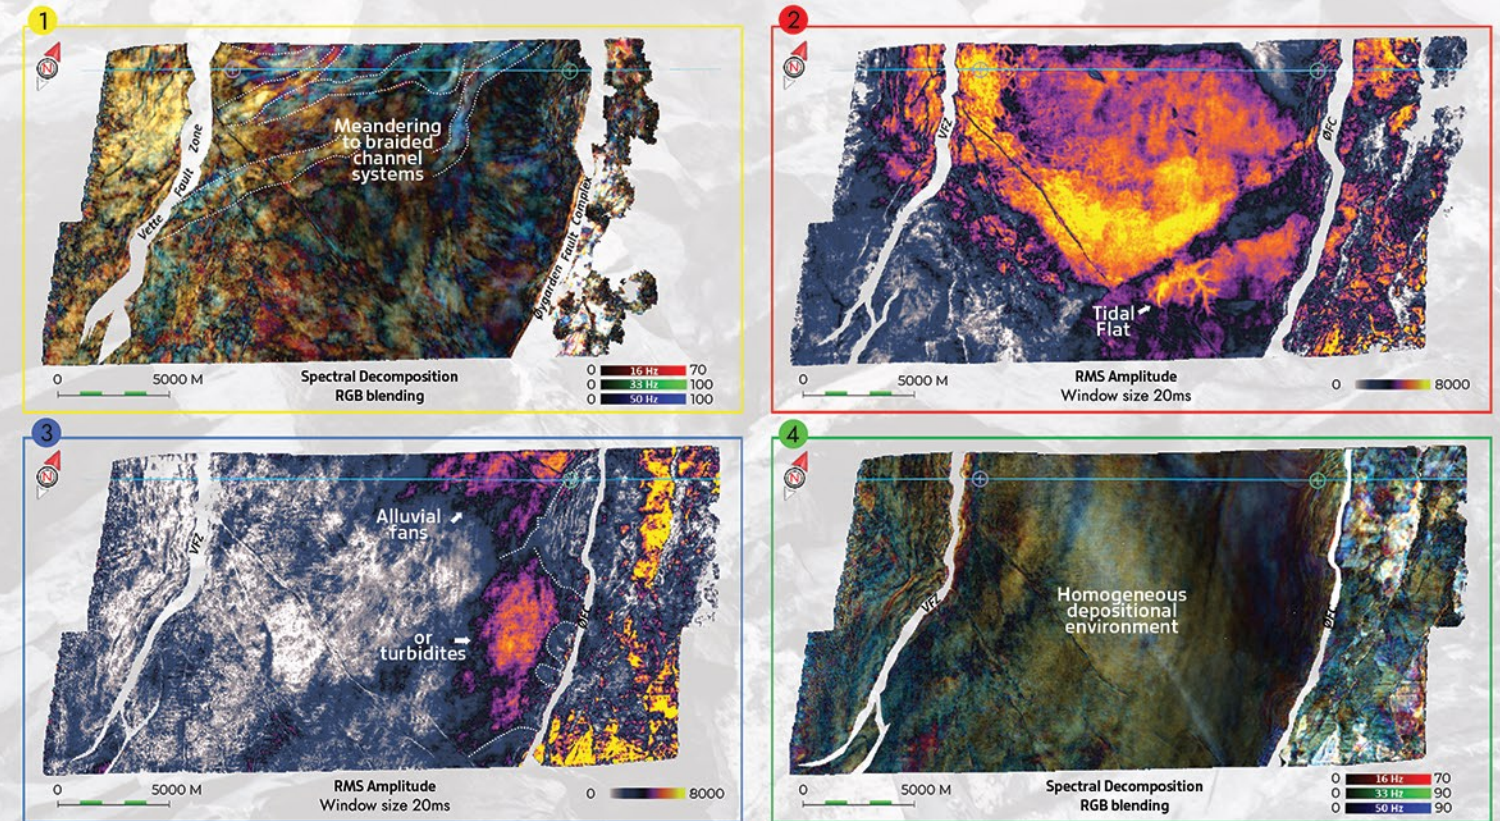 1
N
Vette Fault Zone
Meandering
to braided
channel
systems
Øygarden Fault Complex
0 5000 M
Spectral Decomposition
RGB blending
0 16 Hz 70
0 33 Hz 100
0 50 Hz 100
2
N
VFZ
ØFC
Tidal
Flat
0 5000 M
RMS Amplitude
Window size 20ms
0 8000
3
N
VFZ
Alluvial
fans
or
turbidites
ØFC
0 5000 M
RMS Amplitude
Window size 20ms
0 8000
4
N
VFZ
Homogeneous
depositional
environment
ØFC
0 5000 M
Spectral Decomposition
RGB blending
0 16 Hz 70
0 33 Hz 90
0 50 Hz 90